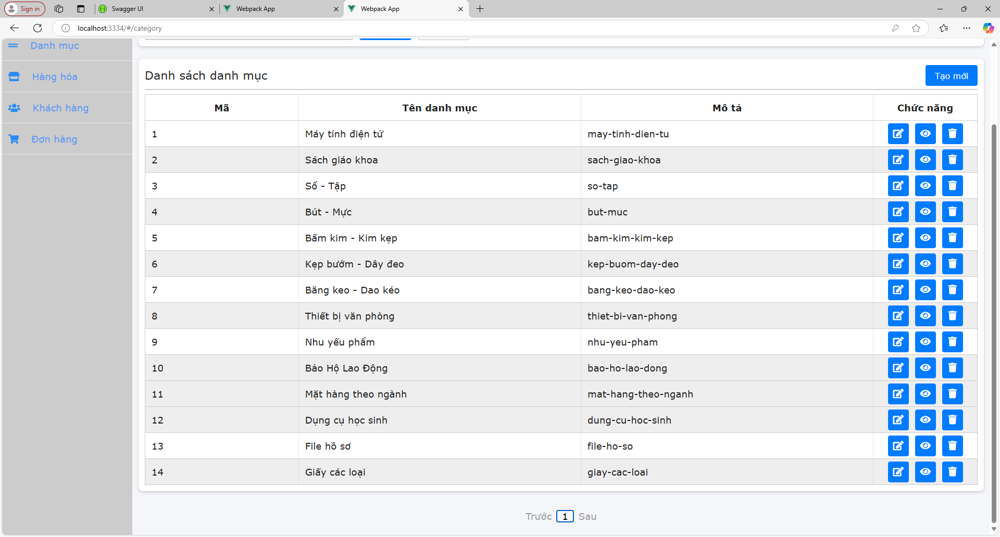 Sign in
Swagger UI
Webpack App
Webpack App
localhost:3334/#/category
Danh mục
Hàng hóa
Khách hàng
Đơn hàng
Danh sách danh mục
Tạo mới
Mã Tên danh mục Mô tả Chức năng
1 Máy tính điện tử may-tinh-dien-tu
2 Sách giáo khoa sach-giao-khoa
3 Sổ - Tập so-tap
4 Bút - Mực but-muc
5 Bấm kim - Kim kẹp bam-kim-kim-kep
6 Kẹp bướm - Dây đeo kep-buom-day-deo
7 Băng keo - Dao kéo bang-keo-dao-keo
8 Thiết bị văn phòng thiet-bi-van-phong
9 Nhu yếu phẩm nhu-yeu-pham
10 Bảo Hộ Lao Động bao-ho-lao-dong
11 Mặt hàng theo ngành mat-hang-theo-nganh
12 Dụng cụ học sinh dung-cu-hoc-sinh
13 File hồ sơ file-ho-so
14 Giấy các loại giay-cac-loai
Trước 1 Sau